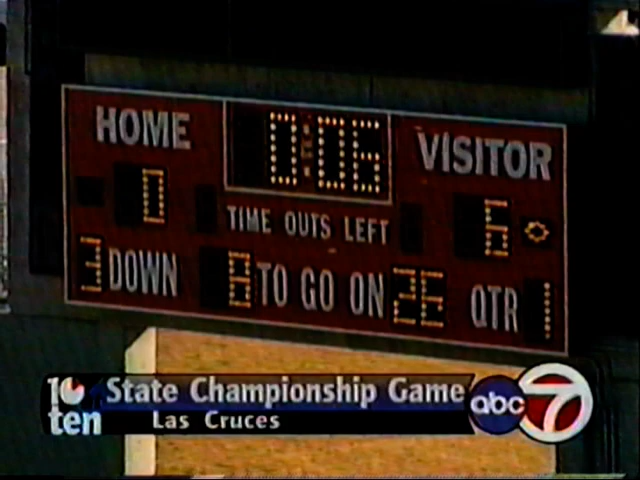 HOME 0:06 VISITOR
0 TIME OUTS LEFT 6
3 DOWN 8 TO GO ON 26 QTR 1
10 ten State Championship Game abc 7
Las Cruces